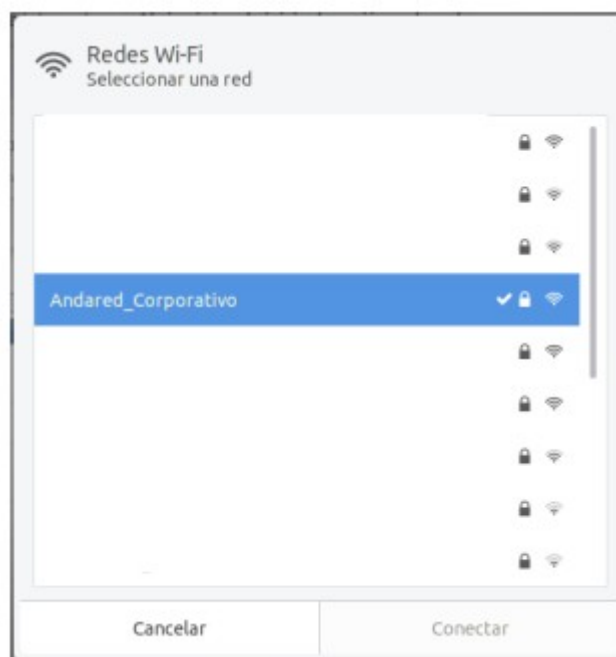 Redes Wi-Fi
Seleccionar una red
Andared_Corporativo
Cancelar
Conectar